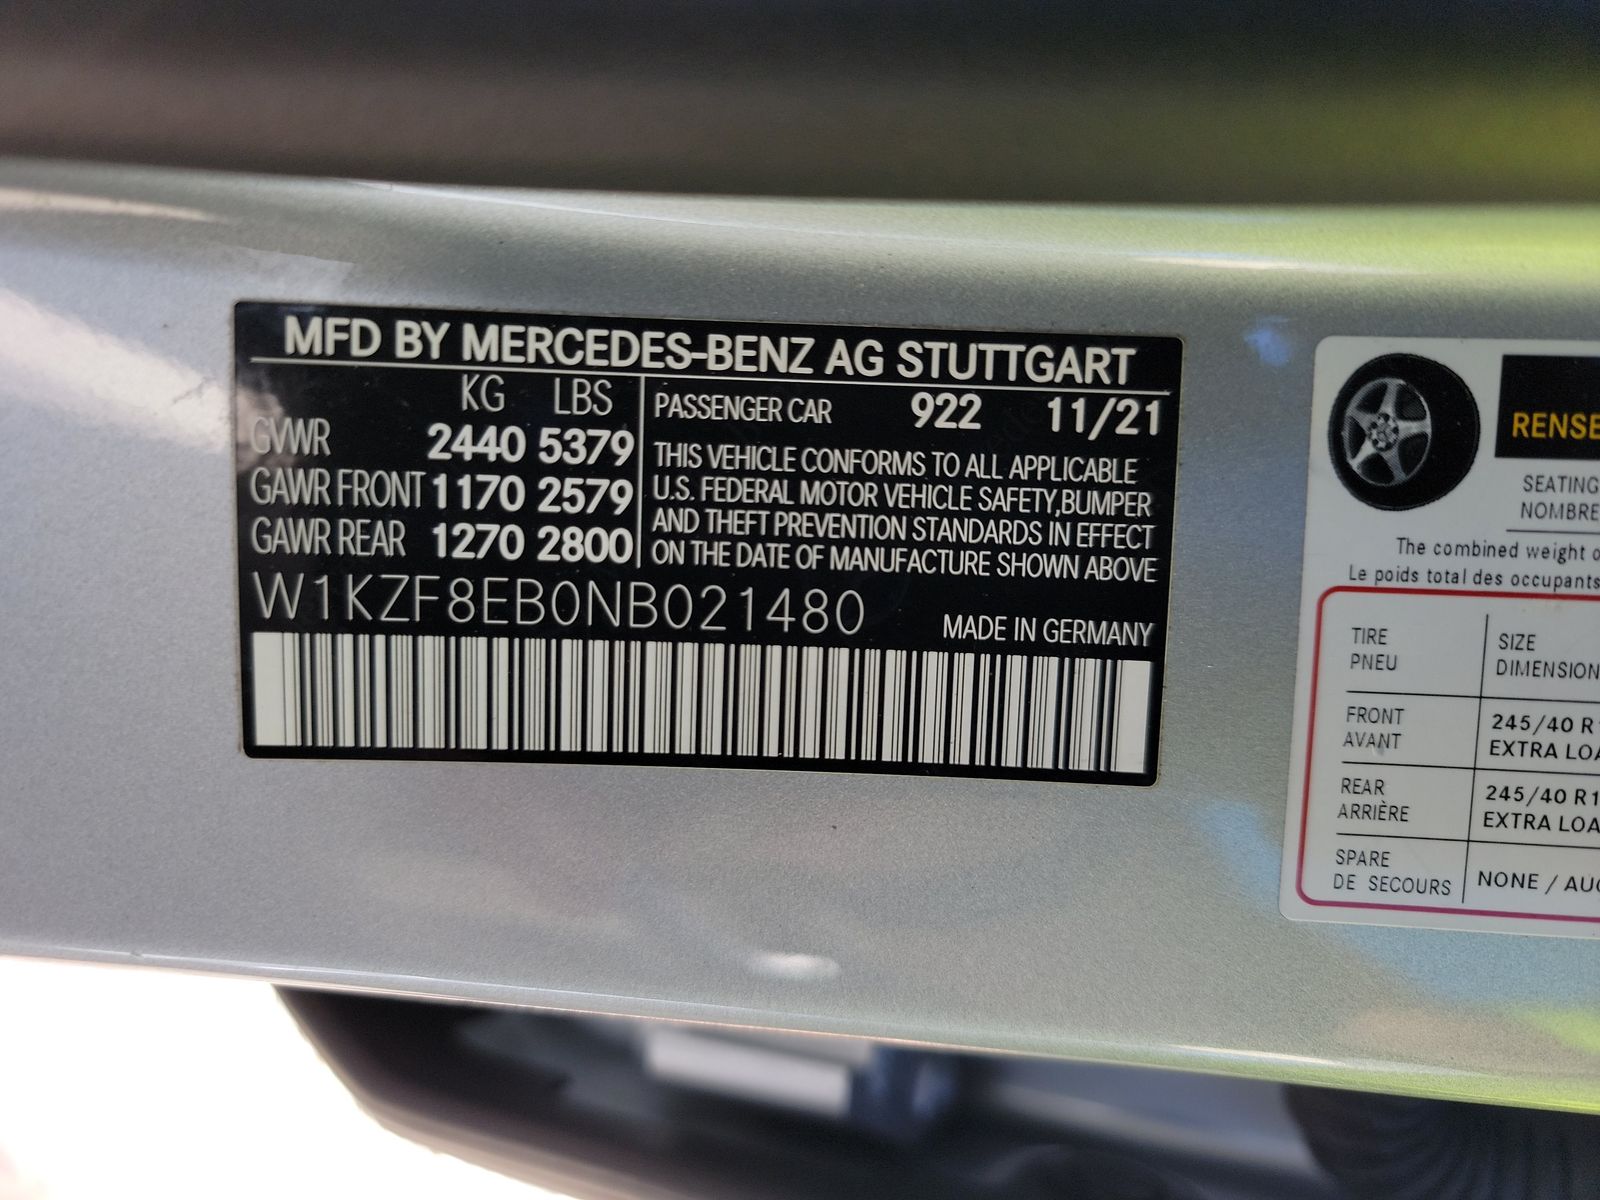 MFD BY MERCEDES-BENZ AG STUTTGART
KG LBS
GVWR 2440 5379
GAWR FRONT 1170 2579
GAWR REAR 1270 2800
PASSENGER CAR 922 11/21
THIS VEHICLE CONFORMS TO ALL APPLICABLE
U.S. FEDERAL MOTOR VEHICLE SAFETY,BUMPER
AND THEFT PREVENTION STANDARDS IN EFFECT
ON THE DATE OF MANUFACTURE SHOWN ABOVE
W1KZF8EB0NB021480
MADE IN GERMANY
SEATING
NOMBRE
The combined weight
Le poids total des occupants
TIRE
PNEU
SIZE
DIMENSION
FRONT
AVANT
245/40 R
EXTRA
REAR
ARRIÈRE
245/40 R1
EXTRA
SPARE
DE SECOURS
NONE /